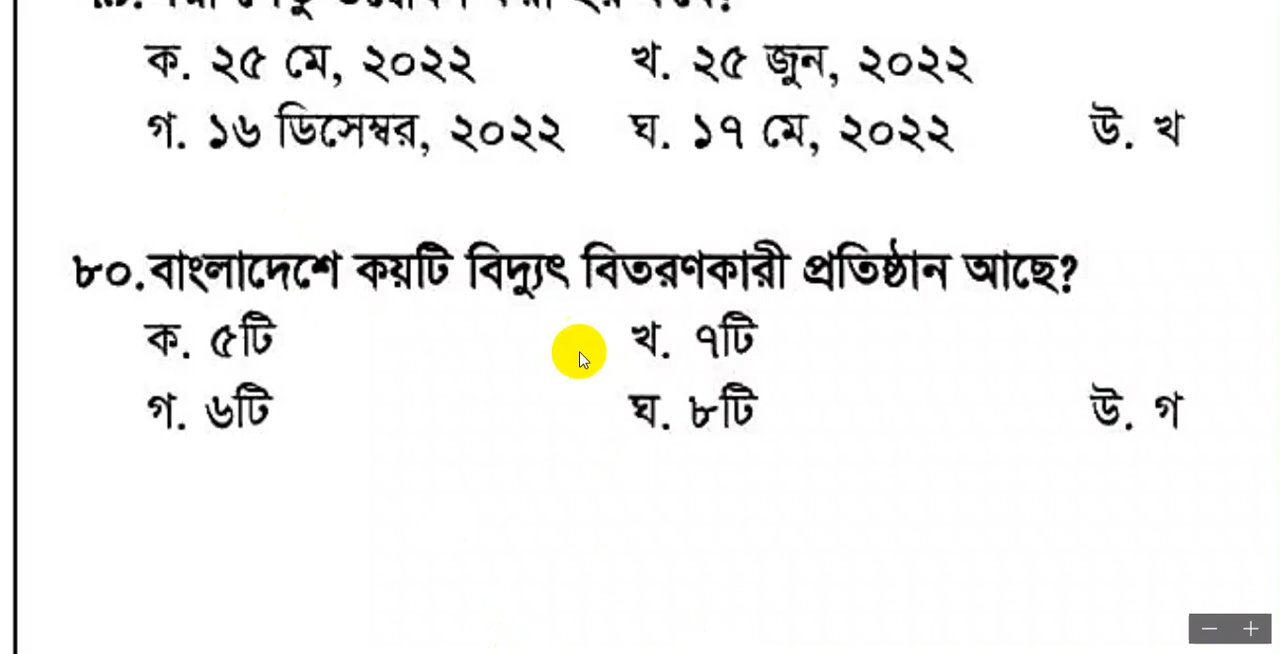 ক. ২৫ মে, ২০২২ খ. ২৫ জুন, ২০২২
গ. ১৬ ডিসেম্বর, ২০২২ ঘ. ১৭ মে, ২০২২ উ. খ
৮০. বাংলাদেশে কয়টি বিদ্যুৎ বিতরণকারী প্রতিষ্ঠান আছে?
ক. ৫টি খ. ৭টি
গ. ৬টি ঘ. ৮টি উ. গ